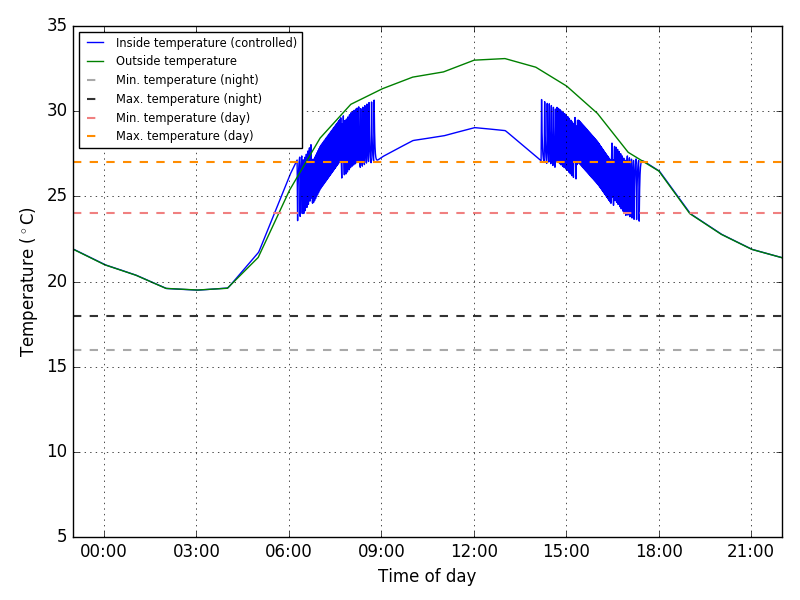 35
30
25
20
15
10
5
Temperature (°C)
Inside temperature (controlled)
Outside temperature
Min. temperature (night)
Max. temperature (night)
Min. temperature (day)
Max. temperature (day)
00:00 03:00 06:00 09:00 12:00 15:00 18:00 21:00
Time of day